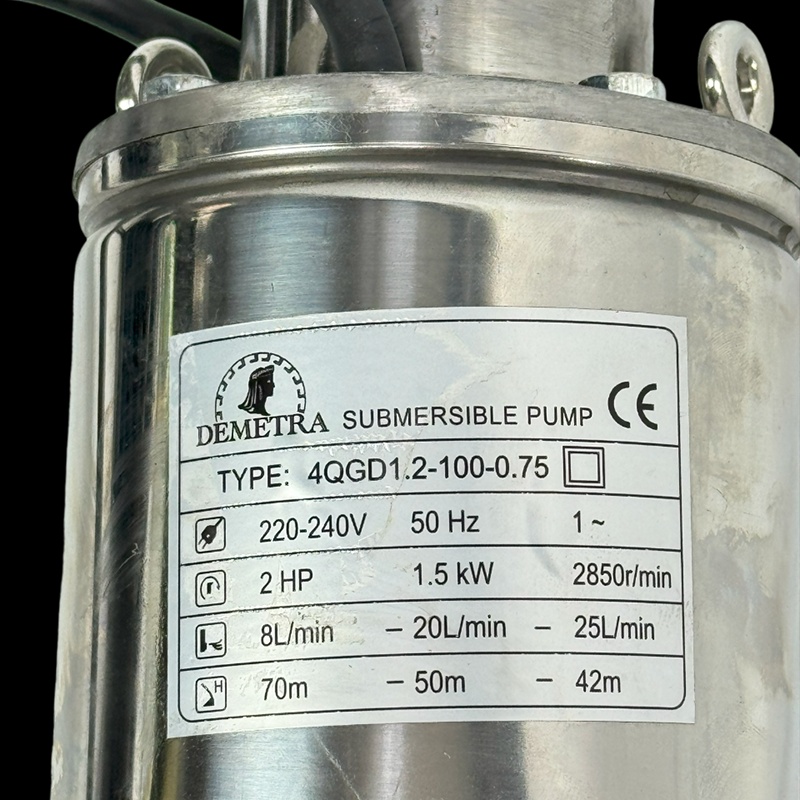 DEMETRA SUBMERSIBLE PUMP CE
TYPE: 4QGD1.2-100-0.75
220-240V 50 Hz 1~
2 HP 1.5 kW 2850r/min
8L/min – 20L/min – 25L/min
H 70m – 50m – 42m